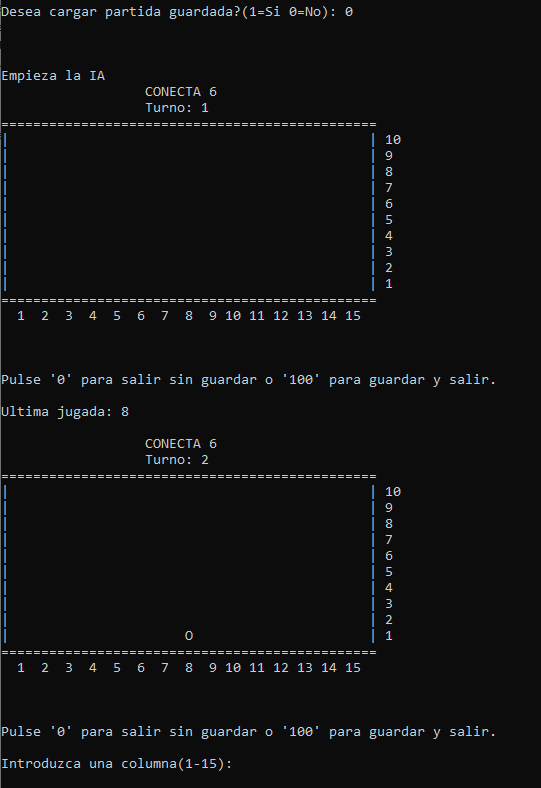 Desea cargar partida guardada?(1=Si 0=No): 0
Empieza la IA
CONECTA 6
Turno: 1
===============================================
|                                             | 10
|                                             | 9
|                                             | 8
|                                             | 7
|                                             | 6
|                                             | 5
|                                             | 4
|                                             | 3
|                                             | 2
|                                             | 1
===============================================
1 2 3 4 5 6 7 8 9 10 11 12 13 14 15
Pulse '0' para salir sin guardar o '100' para guardar y salir.
Ultima jugada: 8
CONECTA 6
Turno: 2
===============================================
|                                             | 10
|                                             | 9
|                                             | 8
|                                             | 7
|                                             | 6
|                                             | 5
|                                             | 4
|                                             | 3
|                                             | 2
|                      O                      | 1
===============================================
1 2 3 4 5 6 7 8 9 10 11 12 13 14 15
Pulse '0' para salir sin guardar o '100' para guardar y salir.
Introduzca una columna(1-15):